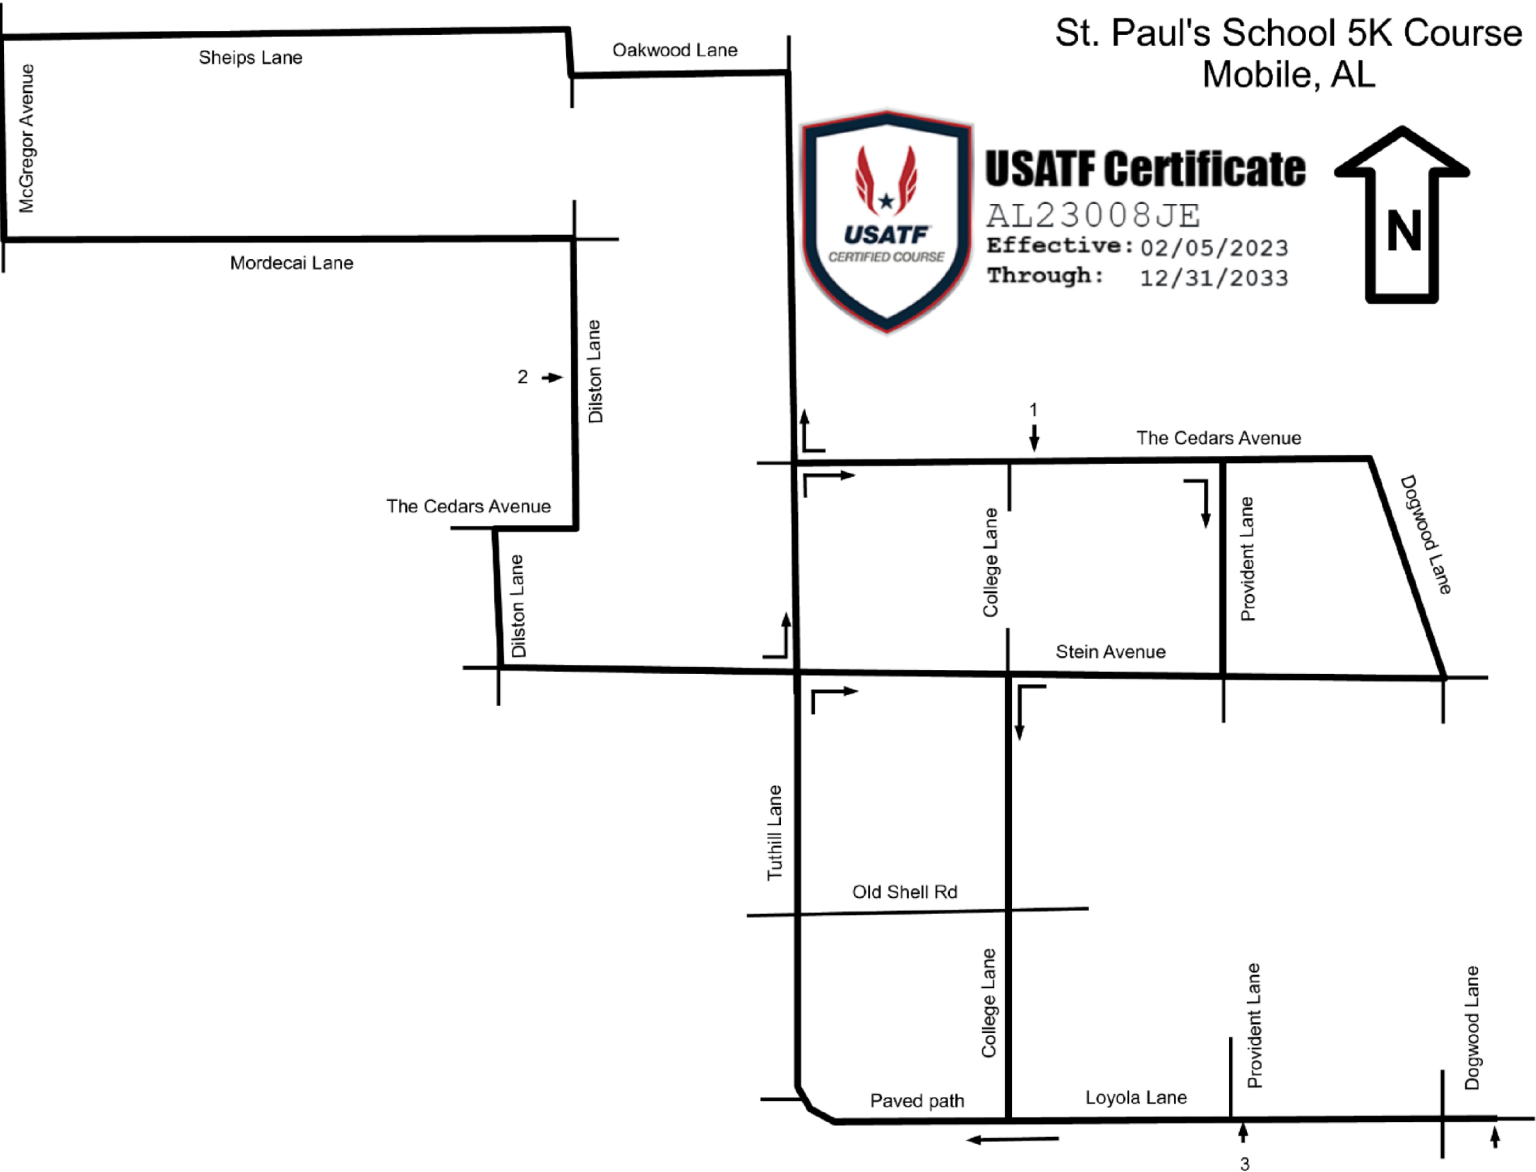 St. Paul's School 5K Course
Mobile, AL
Sheips Lane
Oakwood Lane
McGregor Avenue
USATF
CERTIFIED COURSE
USATF Certificate
AL23008JE
Effective: 02/05/2023
Through: 12/31/2033
N
Mordecai Lane
Dilston Lane
2
1
The Cedars Avenue
The Cedars Avenue
Dogwood Lane
College Lane
Provident Lane
Dilston Lane
Stein Avenue
Tuthill Lane
Old Shell Rd
College Lane
Provident Lane
Dogwood Lane
Paved path
Loyola Lane
3